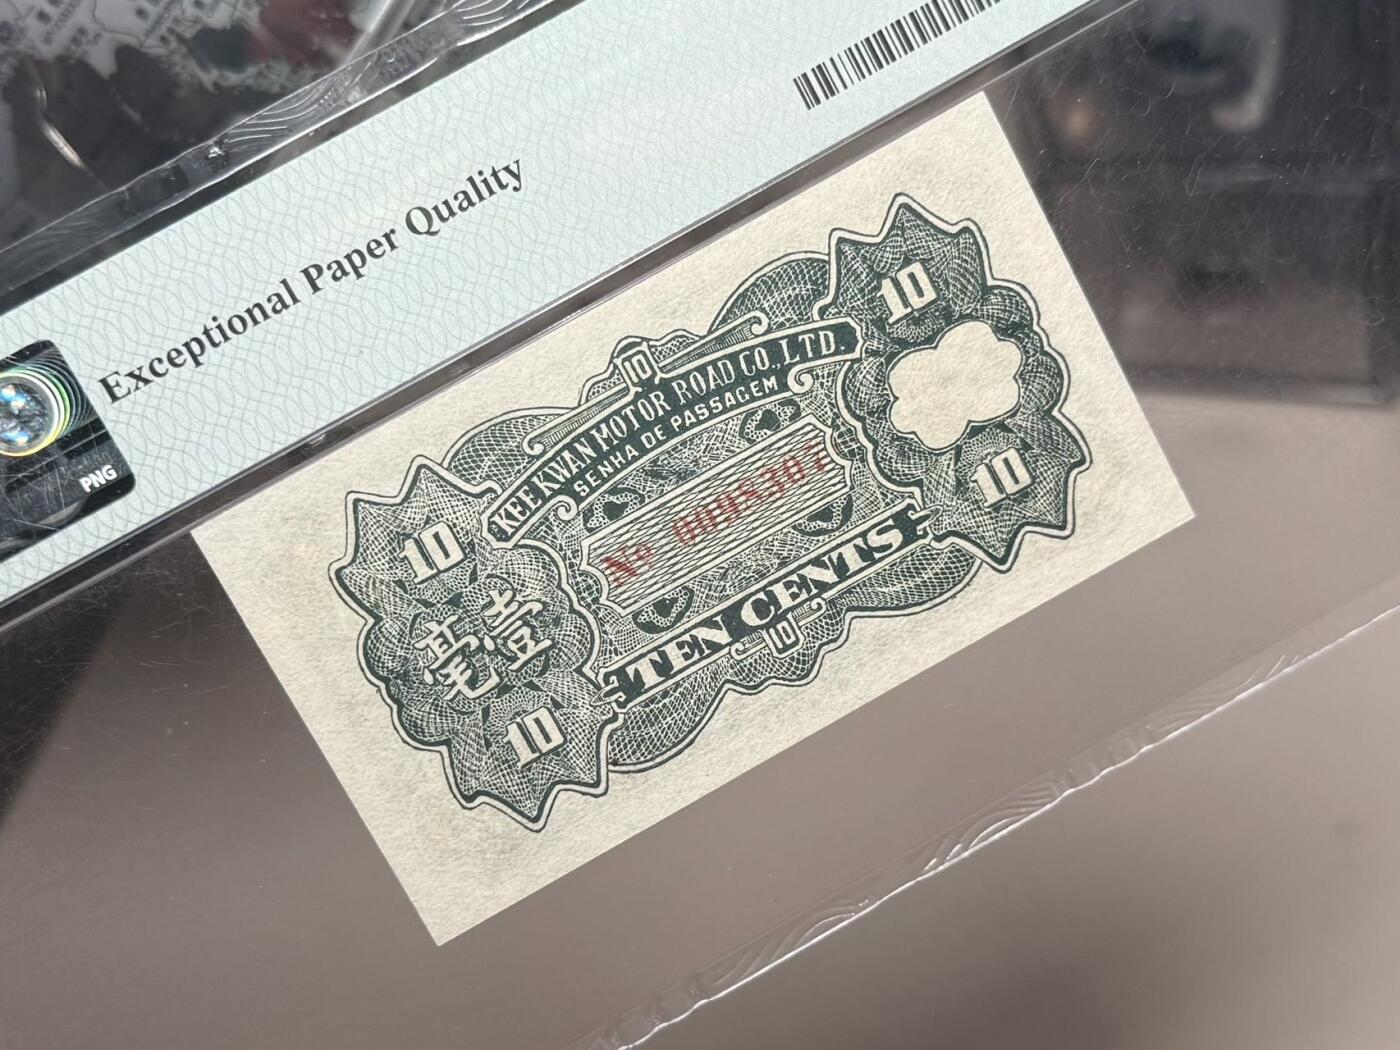 Exceptional Paper Quality
PNG
10
10
KEE KWAN MOTOR ROAD CO., LTD.
SENHA DE PASSAGEM
10
壹毫
No
TEN CENTS
10
10
10